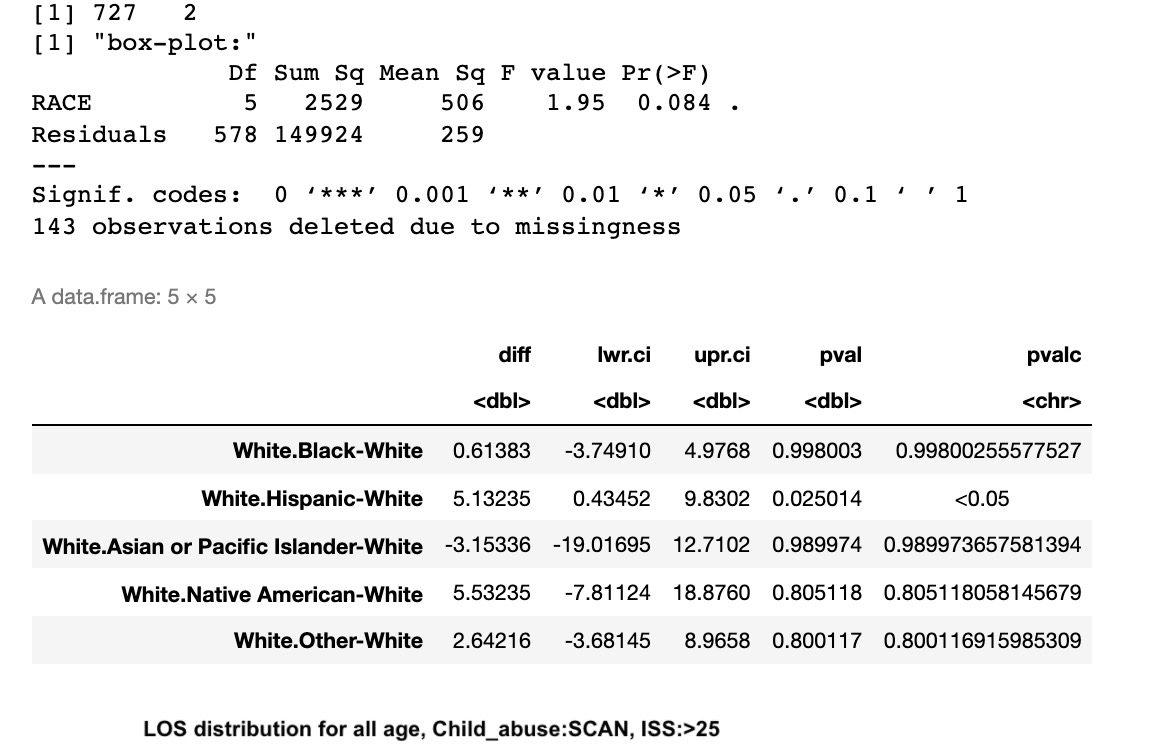 [1] 727   2
[1] "box-plot:"
             Df Sum Sq Mean Sq F value Pr(>F)
RACE          5   2529     506    1.95  0.084 .
Residuals   578 149924     259
---
Signif. codes:  0 ‘***’ 0.001 ‘**’ 0.01 ‘*’ 0.05 ‘.’ 0.1 ‘ ’ 1
143 observations deleted due to missingness
A data.frame: 5 × 5
diff lwr.ci upr.ci pval pvalc
<dbl> <dbl> <dbl> <dbl> <chr>
White.Black-White 0.61383 -3.74910 4.9768 0.998003 0.99800255577527
White.Hispanic-White 5.13235 0.43452 9.8302 0.025014 <0.05
White.Asian or Pacific Islander-White -3.15336 -19.01695 12.7102 0.989974 0.989973657581394
White.Native American-White 5.53235 -7.81124 18.8760 0.805118 0.805118058145679
White.Other-White 2.64216 -3.68145 8.9658 0.800117 0.800116915985309
LOS distribution for all age, Child_abuse:SCAN, ISS:>25